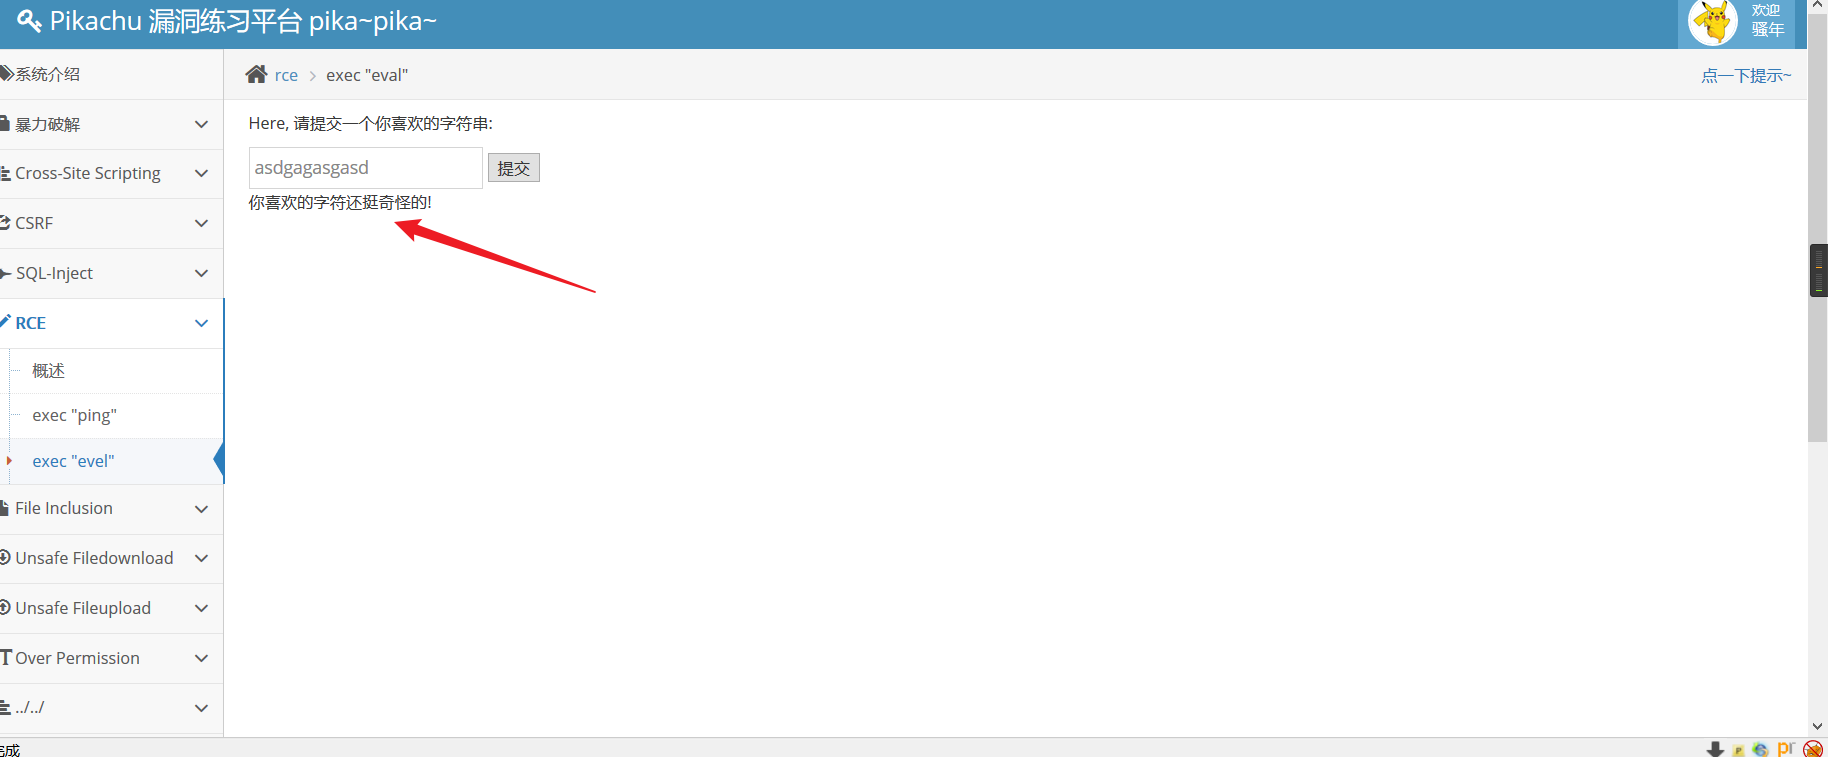 Pikachu 漏洞练习平台 pika~pika~
欢迎
骚年
系统介绍
rce > exec "eval"
点一下提示~
暴力破解
Cross-Site Scripting
CSRF
SQL-Inject
RCE
概述
exec "ping"
exec "evel"
File Inclusion
Unsafe Filedownload
Unsafe Fileupload
Over Permission
../../
Here, 请提交一个你喜欢的字符串:
asdgagasgasd
提交
你喜欢的字符还挺奇怪的!
完成
pr